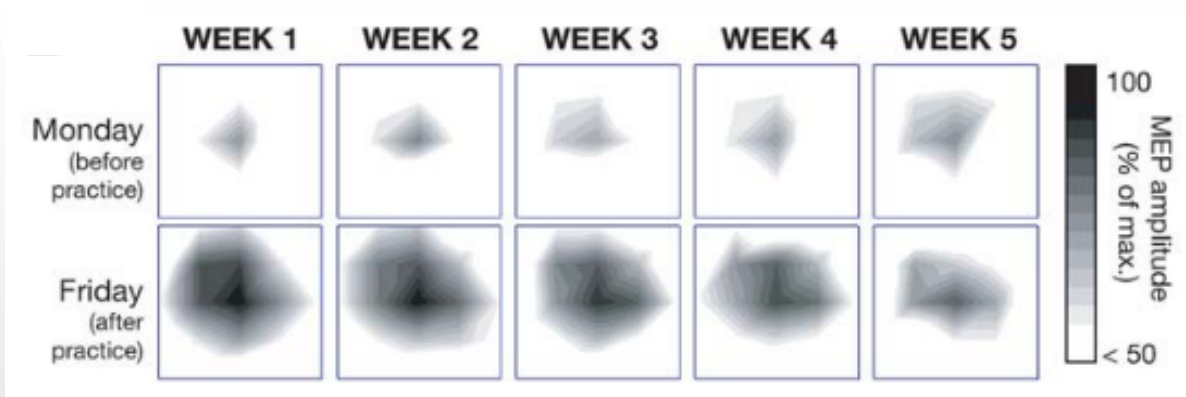 WEEK 1 WEEK 2 WEEK 3 WEEK 4 WEEK 5
Monday
(before
practice)
Friday
(after
practice)
100
MEP amplitude
(% of max.)
< 50